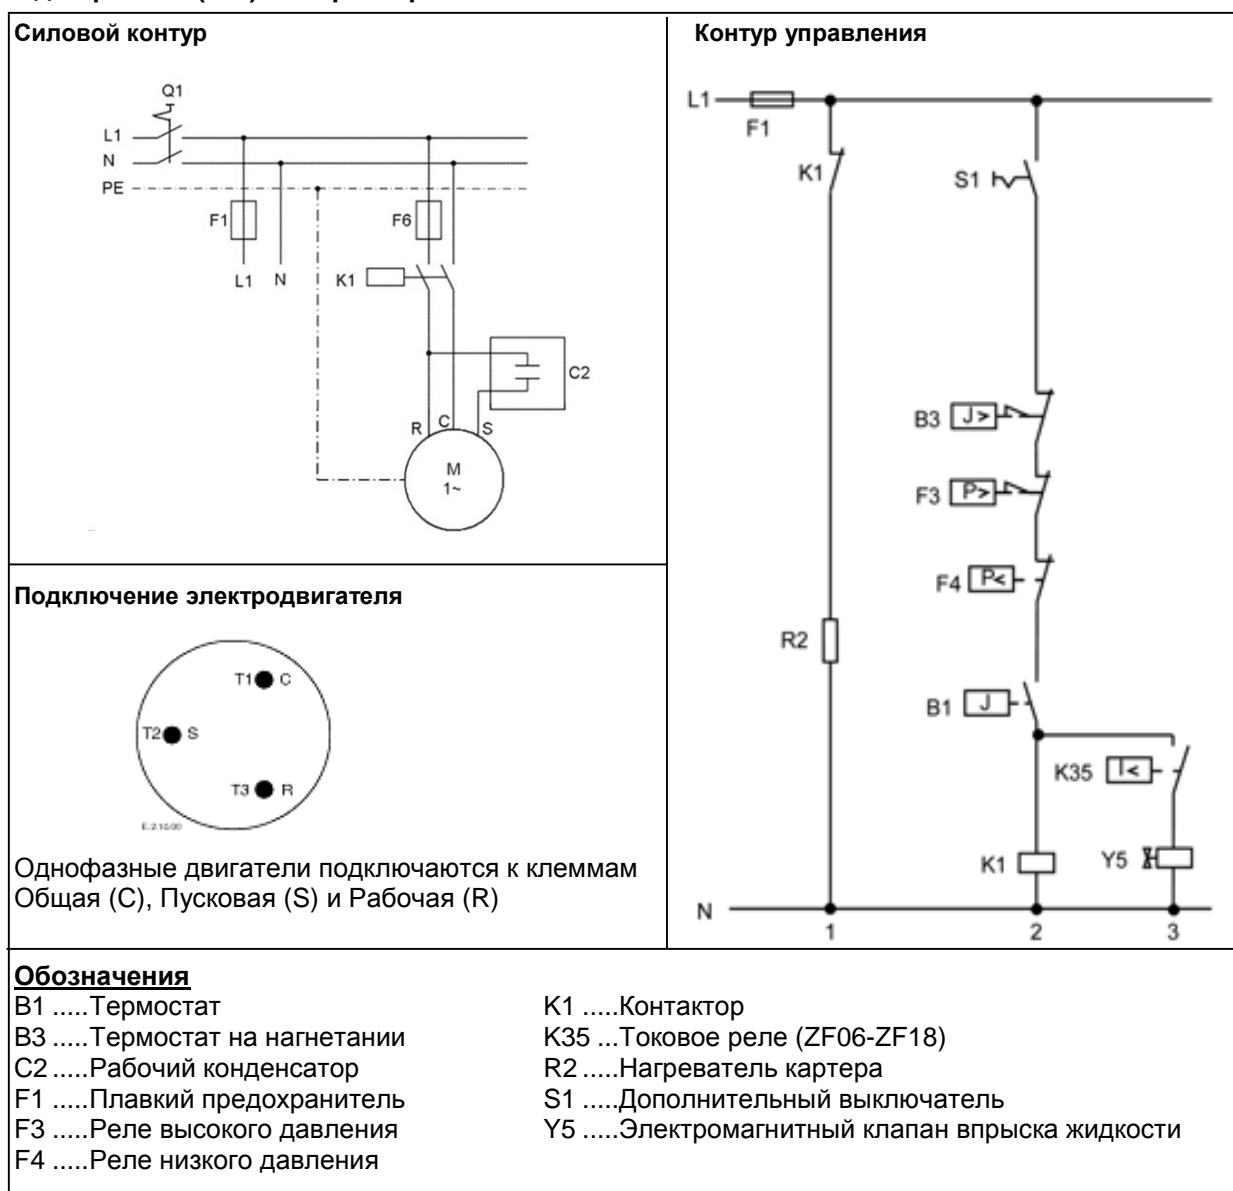 Силовой контур
Q1
L1
N
PE
F1
F6
L1 N
K1
C2
R C S
M
1~
Подключение электродвигателя
T1 C
T2 S
T3 R
Однофазные двигатели подключаются к клеммам
Общая (C), Пусковая (S) и Рабочая (R)
Контур управления
L1
F1
K1
S1
B3 J>
F3 P>
F4 P<
R2
B1 J
K35 I<
K1
Y5
N
1 2 3
Обозначения
B1 .....Термостат
B3 .....Термостат на нагнетании
C2 .....Рабочий конденсатор
F1 .....Плавкий предохранитель
F3 .....Реле высокого давления
F4 .....Реле низкого давления
K1 .....Контактор
K35 ...Токовое реле (ZF06-ZF18)
R2 .....Нагреватель картера
S1 .....Дополнительный выключатель
Y5 .....Электромагнитный клапан впрыска жидкости